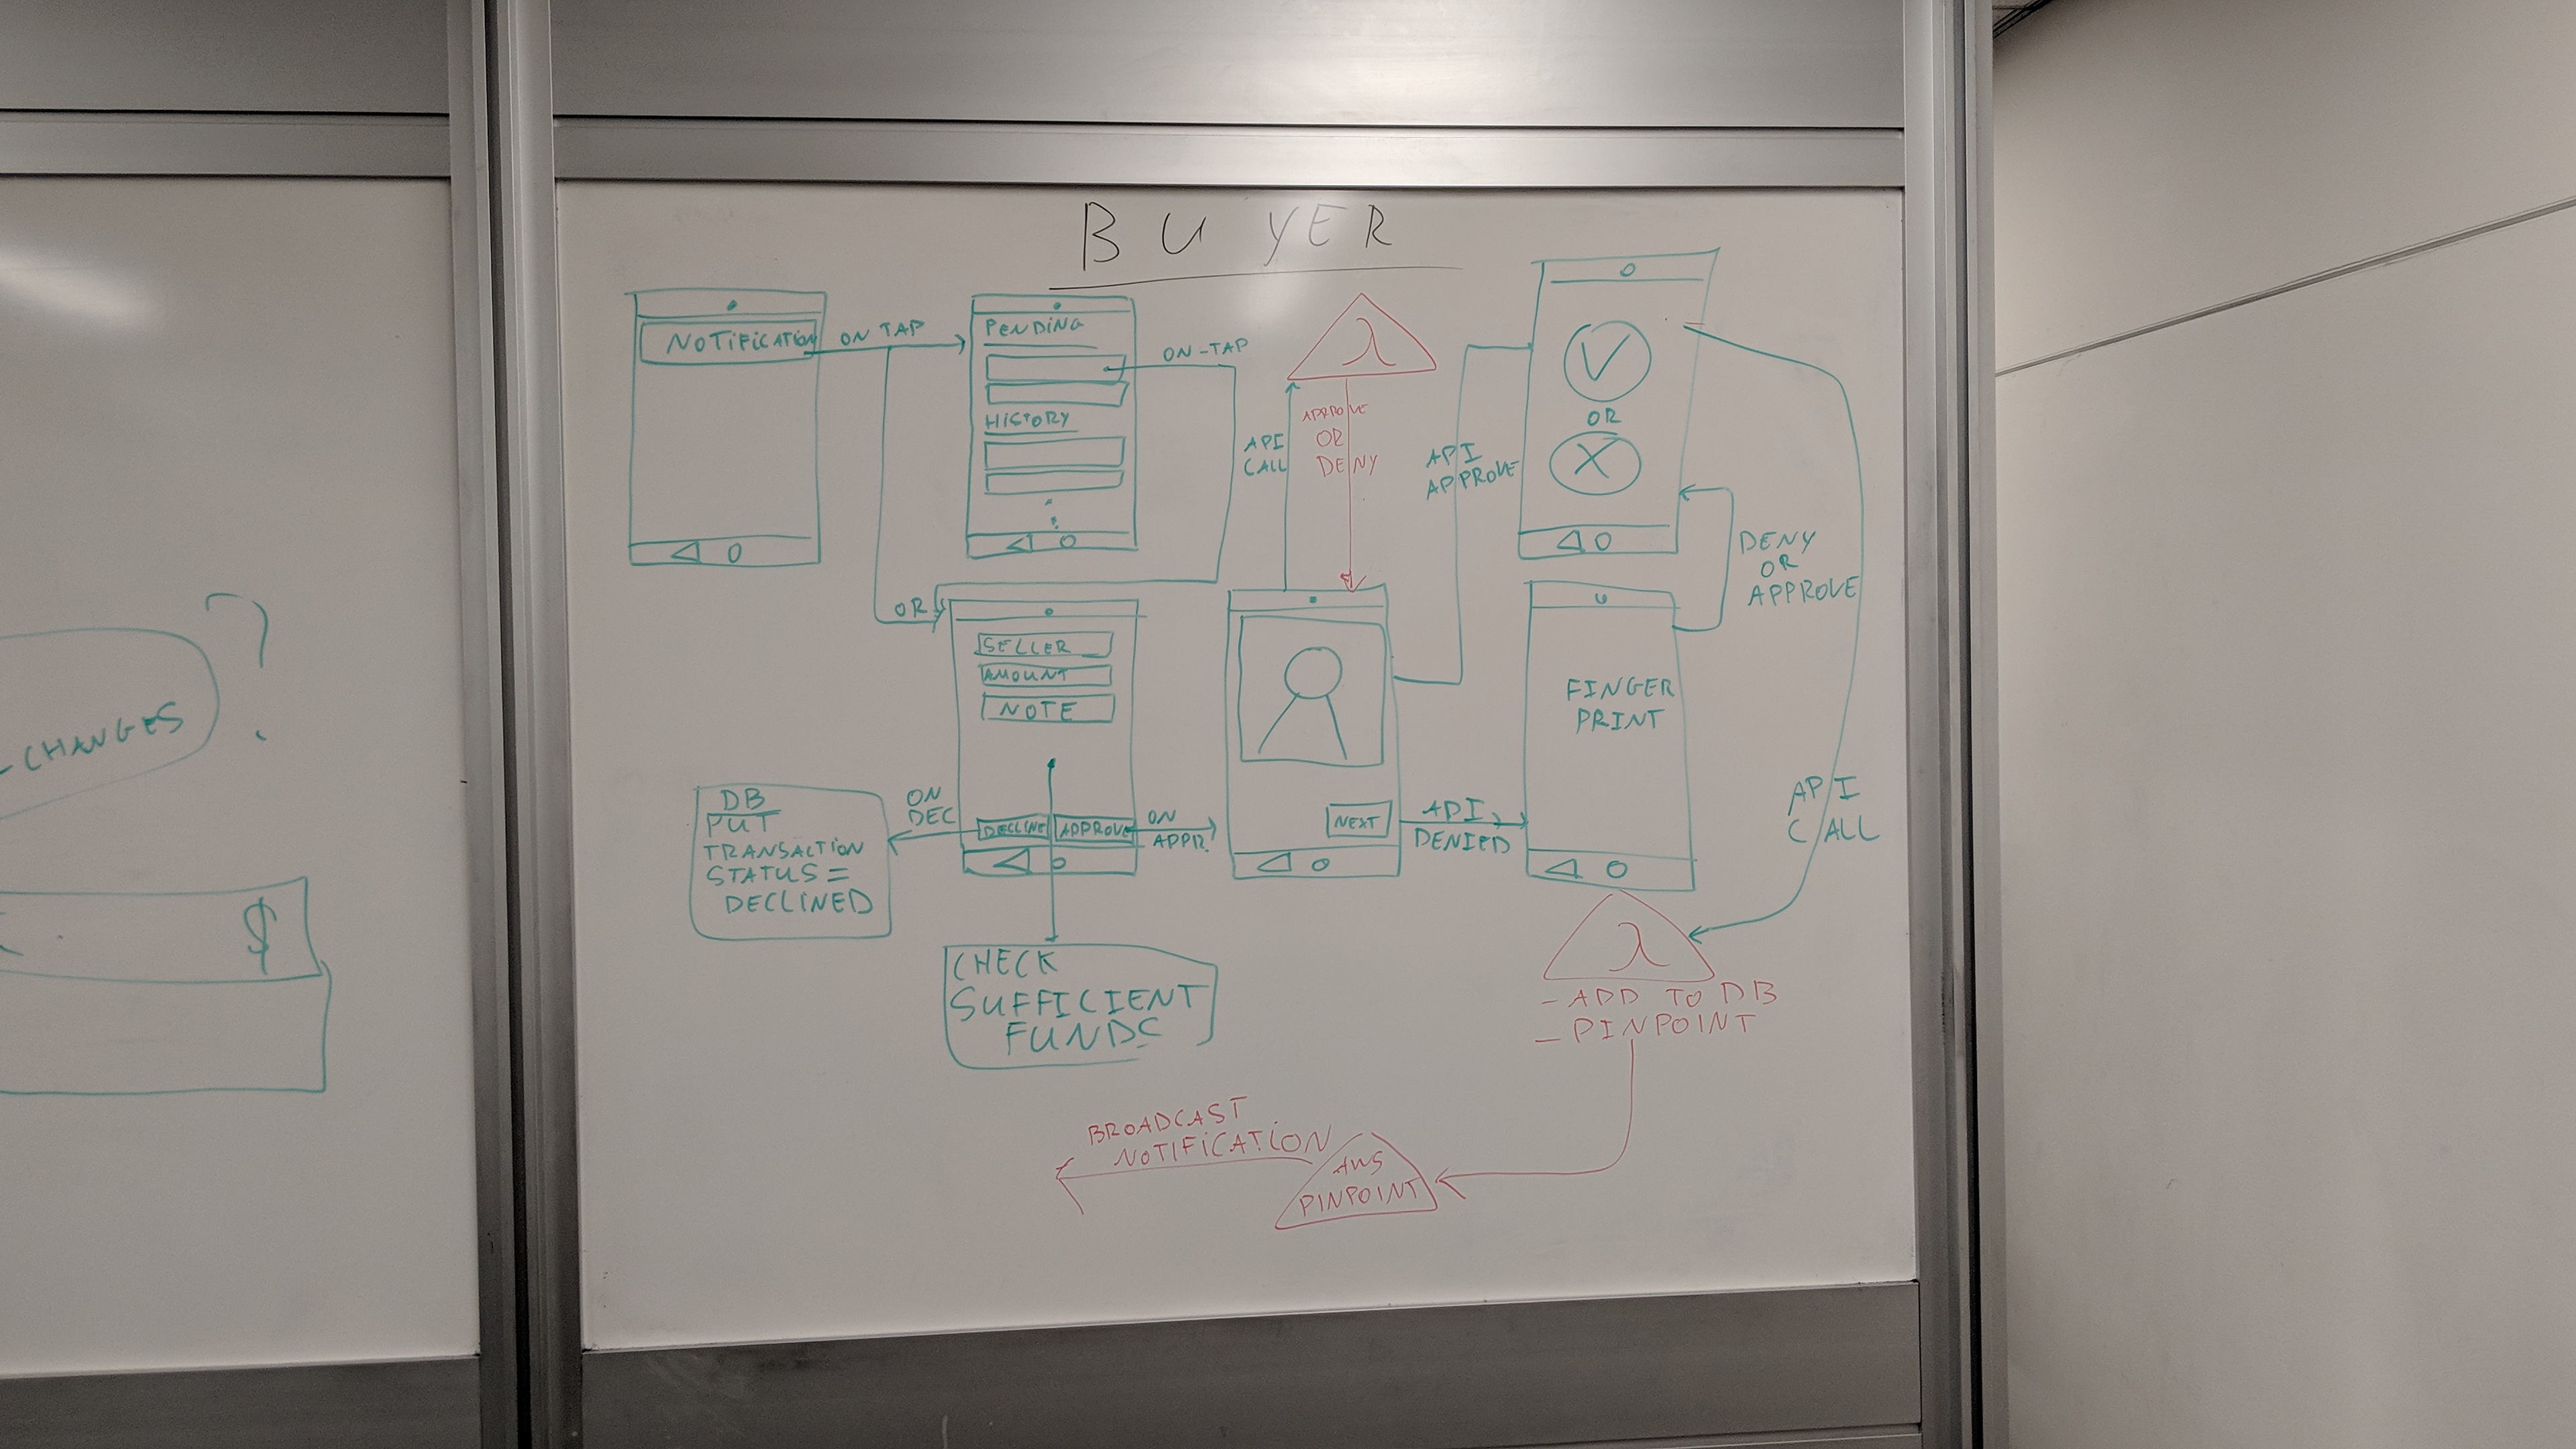 BUYER
NOTIFICATION
ON TAP
PENDING
HISTORY
ON-TAP
λ
API
CALL
APPROVE
OR
DENY
API
APPROVE
OR
X
DENY
OR
APPROVE
OR
SELLER
AMOUNT
NOTE
DECLINE
APPROVE
ON
DEC
DB
PUT
TRANSACTION
STATUS =
DECLINED
ON
APPR.
CHECK
SUFFICIENT
FUNDS
NEXT
API
DENIED
FINGER
PRINT
API
CALL
λ
- ADD TO DB
- PINPOINT
AWS
PINPOINT
BROADCAST
NOTIFICATION
?
CHANGES
$